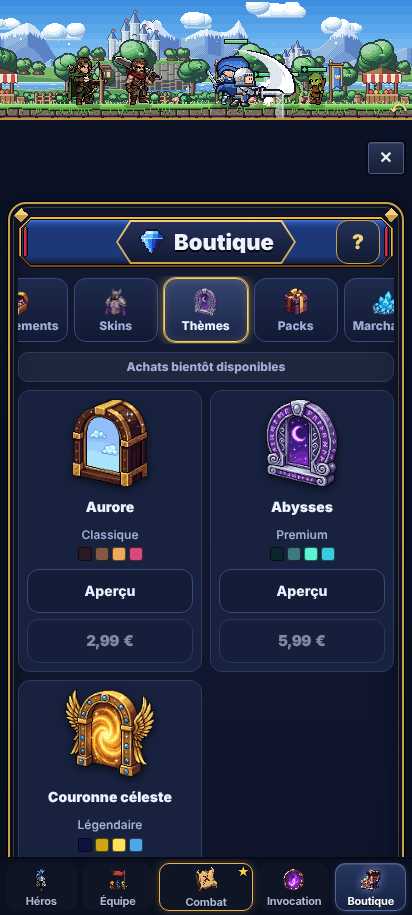 ×
Boutique
?
ements
Skins
Thèmes
Packs
Marcha
Achats bientôt disponibles
Aurore
Classique
Aperçu
2,99 €
Abysses
Premium
Aperçu
5,99 €
Couronne céleste
Légendaire
Héros
Équipe
Combat
Invocation
Boutique